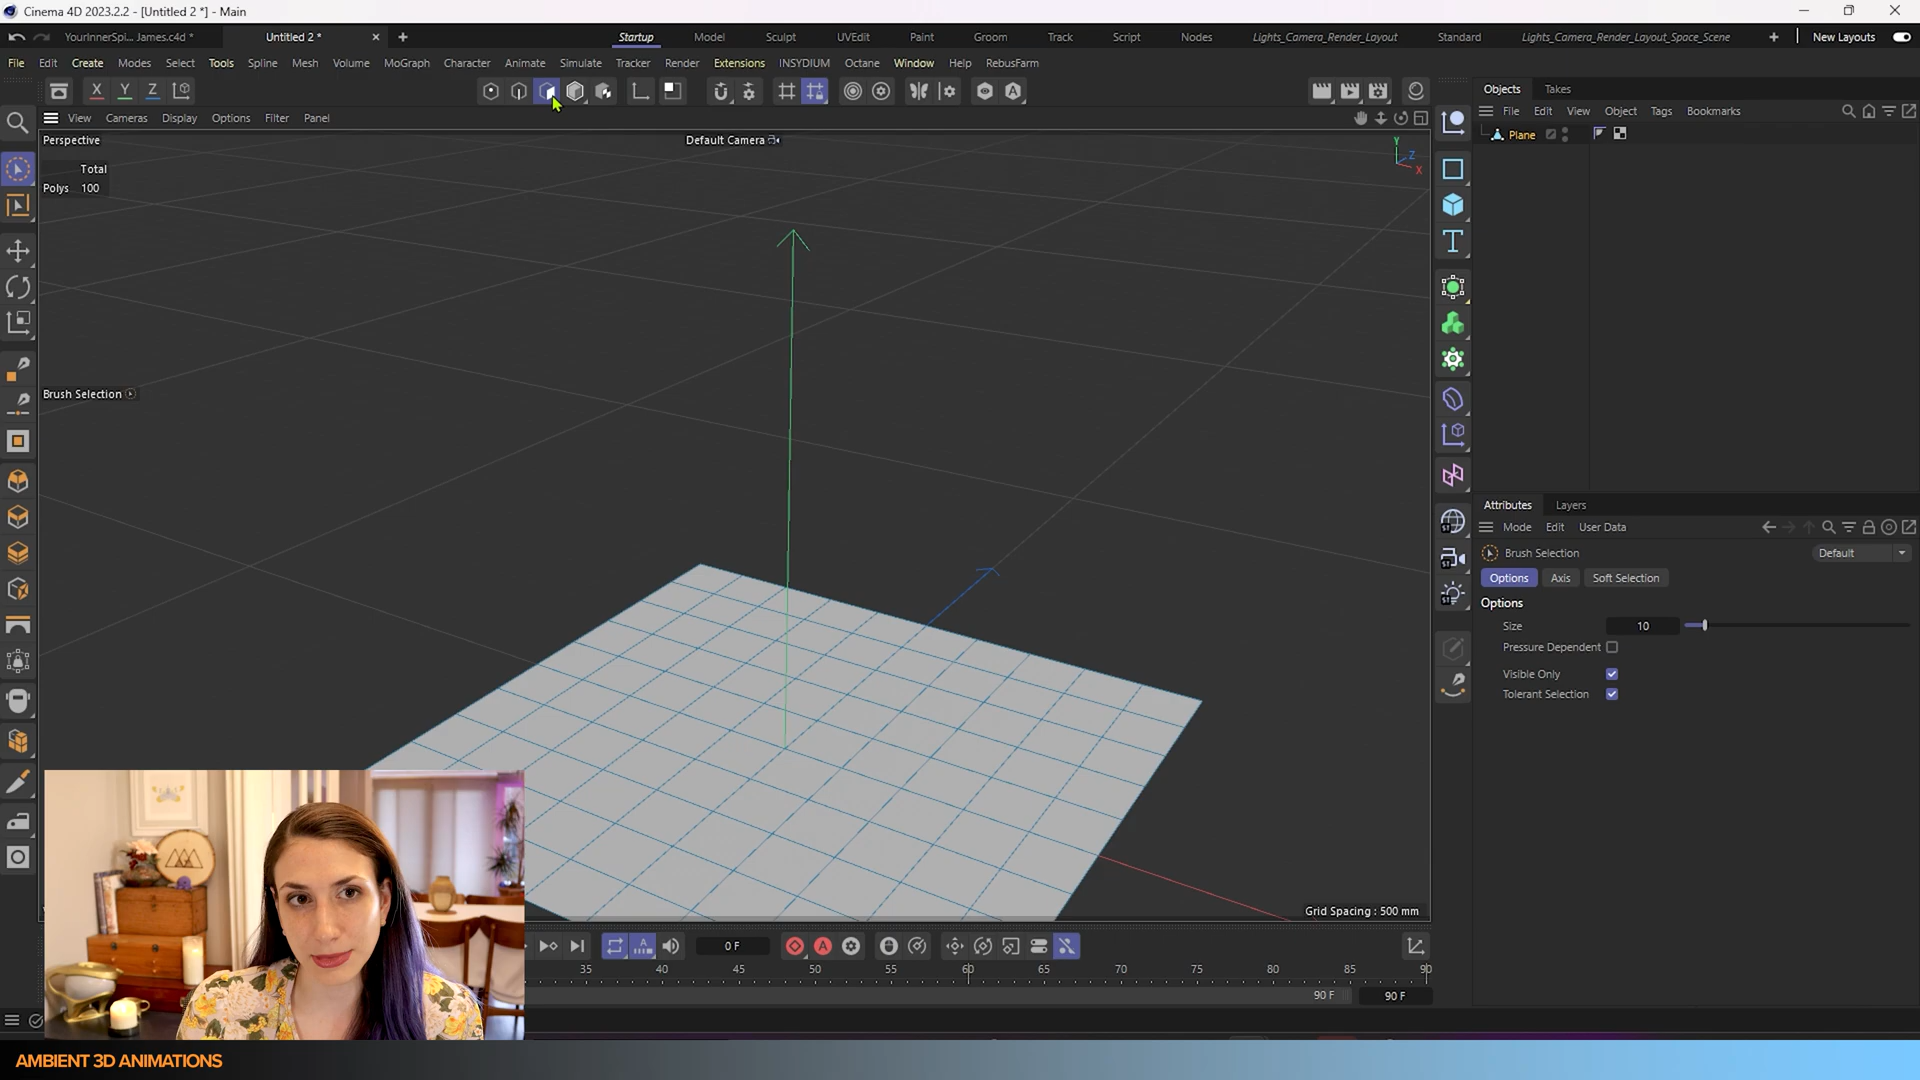 Cinema 4D 2023.2.2 - [Untitled 2 *] - Main
YourInnerSpi... James.c4d * Untitled 2 * Startup Model Sculpt UVEdit Paint Groom Track Script Nodes Lights_Camera_Render_Layout Standard Lights_Camera_Render_Layout_Space_Scene New Layouts
File Edit Create Modes Select Tools Spline Mesh Volume MoGraph Character Animate Simulate Tracker Render Extensions INSYDIUM Octane Window Help RebusFarm
X Y Z
Objects Takes
File Edit View Object Tags Bookmarks
View Cameras Display Options Filter Panel
Plane
Perspective
Default Camera
Y
Z
X
Total
Polys 100
Brush Selection
Attributes Layers
Mode Edit User Data
Brush Selection Default
Options Axis Soft Selection
Options
Size 10
Pressure Dependent
Visible Only
Tolerant Selection
ST
ST
ST
Grid Spacing : 500 mm
0 F
35 40 45 50 55 60 65 70 75 80 85 90
90 F 90 F
AMBIENT 3D ANIMATIONS